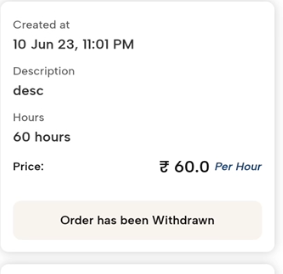 Created at
10 Jun 23, 11:01 PM
Description
desc
Hours
60 hours
Price: ₹ 60.0 Per Hour
Order has been Withdrawn